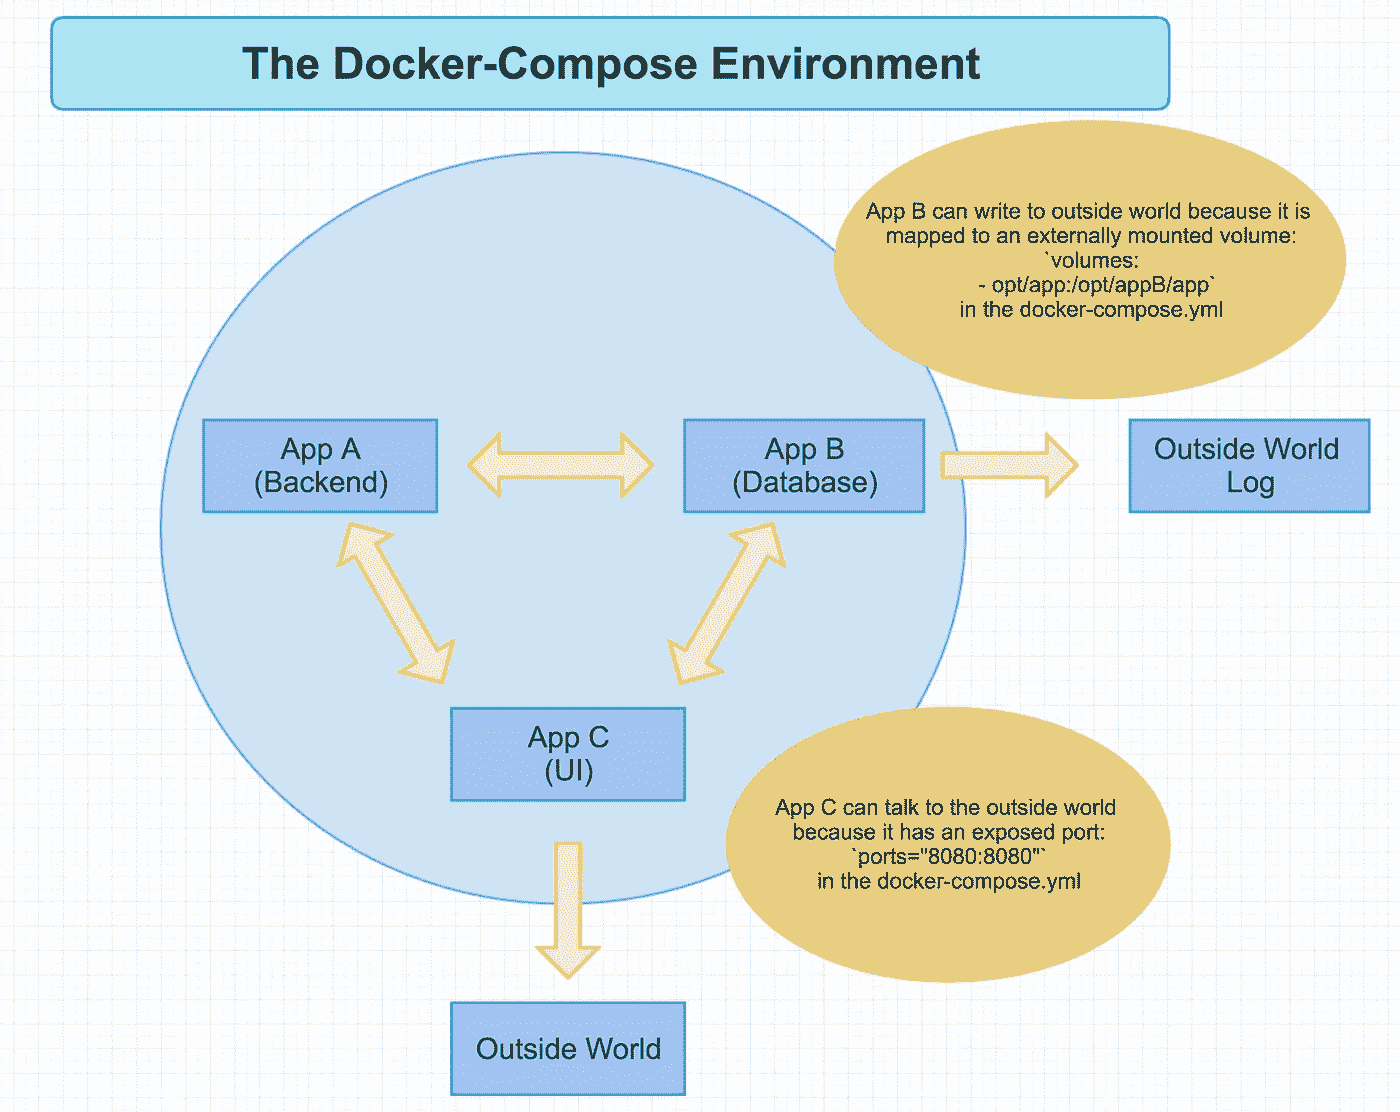 The Docker-Compose Environment
App B can write to outside world because it is
mapped to an externally mounted volume:
`volumes:
- opt/app:/opt/appB/app`
in the docker-compose.yml
App A
(Backend)
App B
(Database)
Outside World
Log
App C
(UI)
App C can talk to the outside world
because it has an exposed port:
`ports="8080:8080"`
in the docker-compose.yml
Outside World